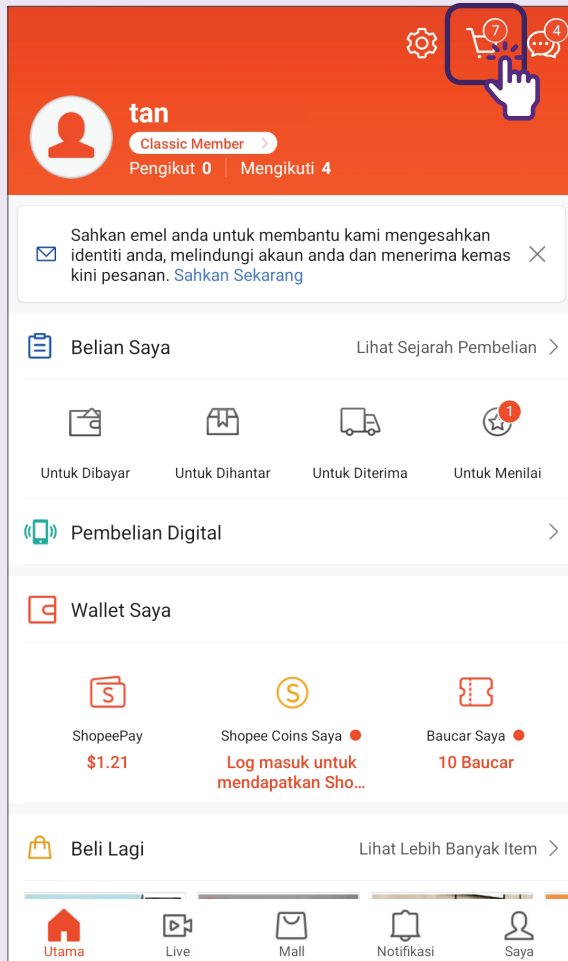 7
4
tan
Classic Member
Pengikut 0 Mengikuti 4
Sahkan emel anda untuk membantu kami mengesahkan
identiti anda, melindungi akaun anda dan menerima kemas
kini pesanan. Sahkan Sekarang
Belian Saya
Lihat Sejarah Pembelian
1
Untuk Dibayar
Untuk Dihantar
Untuk Diterima
Untuk Menilai
Pembelian Digital
Wallet Saya
S
S
ShopeePay
Shopee Coins Saya
Baucar Saya
$1.21
Log masuk untuk
mendapatkan Sho...
10 Baucar
Beli Lagi
Lihat Lebih Banyak Item
Utama
Live
Mall
Notifikasi
Saya